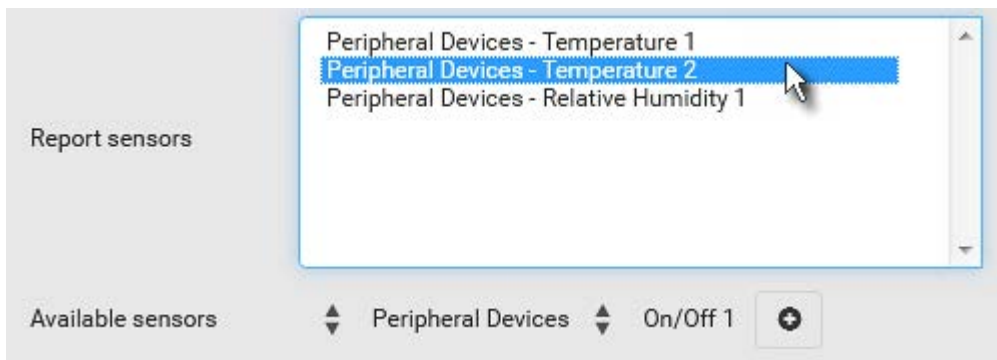 Peripheral Devices - Temperature 1
Peripheral Devices - Temperature 2
Peripheral Devices - Relative Humidity 1
Report sensors
Available sensors Peripheral Devices On/Off 1